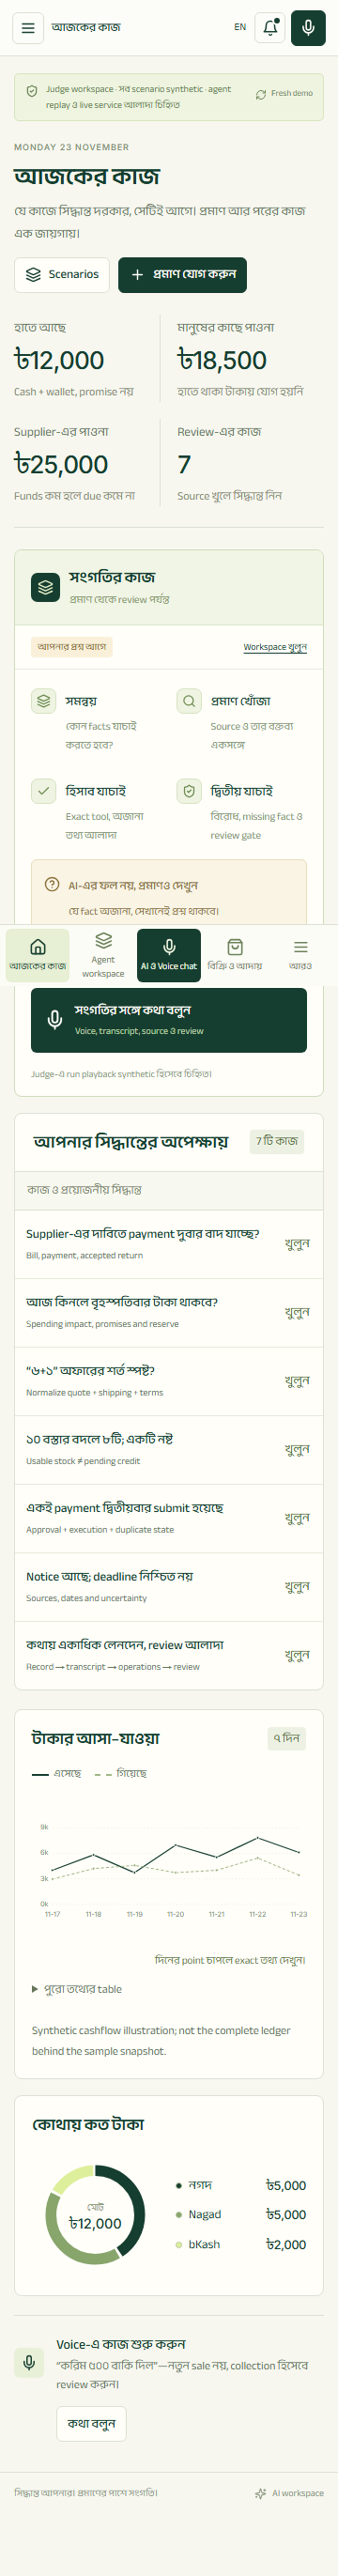 আজকের কাজ
EN
Judge workspace · সব scenario synthetic · agent
replay ও live service আলাদা চিহ্নিত
Fresh demo
MONDAY 23 NOVEMBER
আজকের কাজ
যে কাজে সিদ্ধান্ত দরকার, সেটিই আগে। প্রমাণ আর পরের কাজ
এক জায়গায়।
Scenarios
প্রমাণ যোগ করুন
হাতে আছে
৳12,000
Cash + wallet, promise নয়
মানুষের কাছে পাওনা
৳18,500
হাতে থাকা টাকায় যোগ হয়নি
Supplier-এর পাওনা
৳25,000
Funds কম হলে due কমে না
Review-এর কাজ
7
Source খুলে সিদ্ধান্ত নিন
সংগতির কাজ
প্রমাণ থেকে review পর্যন্ত
আপনার প্রশ্ন আগে
Workspace খুলুন
সমন্বয়
কোন facts যাচাই
করতে হবে?
প্রমাণ খোঁজা
Source ও তার বক্তব্য
একসঙ্গে
হিসাব যাচাই
Exact tool, অজানা
তথ্য আলাদা
দ্বিতীয় যাচাই
বিরোধ, missing fact ও
review gate
AI-এর ফল নয়, প্রমাণও দেখুন
যে fact অজানা, সেখানেই প্রশ্ন থাকবে।
আজকের কাজ
Agent
workspace
AI ও Voice chat
বিক্রি ও আদায়
আরও
সংগতির সঙ্গে কথা বলুন
Voice, transcript, source ও review
Judge-এ run playback synthetic হিসেবে চিহ্নিত।
আপনার সিদ্ধান্তের অপেক্ষায়
7 টি কাজ
কাজ ও প্রয়োজনীয় সিদ্ধান্ত
Supplier-এর দাবিতে payment দুবার বাদ যাচ্ছে?
Bill, payment, accepted return
খুলুন
আজ কিনলে বৃহস্পতিবার টাকা থাকবে?
Spending impact, promises and reserve
খুলুন
“৬+১” অফারের শর্ত স্পষ্ট?
Normalize quote + shipping + terms
খুলুন
১০ বস্তার বদলে ৮টি; একটি নষ্ট
Usable stock ≠ pending credit
খুলুন
একই payment দ্বিতীয়বার submit হয়েছে
Approval + execution + duplicate state
খুলুন
Notice আছে; deadline নিশ্চিত নয়
Sources, dates and uncertainty
খুলুন
কথায় একাধিক লেনদেন, review আলাদা
Record → transcript → operations → review
খুলুন
টাকার আসা-যাওয়া
৭ দিন
এসেছে
গিয়েছে
9k
6k
3k
0k
11-17 11-18 11-19 11-20 11-21 11-22 11-23
দিনের point চাপলে exact তথ্য দেখুন।
পুরো তথ্যের table
Synthetic cashflow illustration; not the complete ledger
behind the sample snapshot.
কোথায় কত টাকা
মোট
৳12,000
নগদ ৳5,000
Nagad ৳5,000
bKash ৳2,000
Voice-এ কাজ শুরু করুন
“করিম ৫০০ বাকি দিল”—নতুন sale নয়, collection হিসেবে
review করুন।
কথা বলুন
সিদ্ধান্ত আপনার। প্রমাণের পাশে সংগতি।
AI workspace